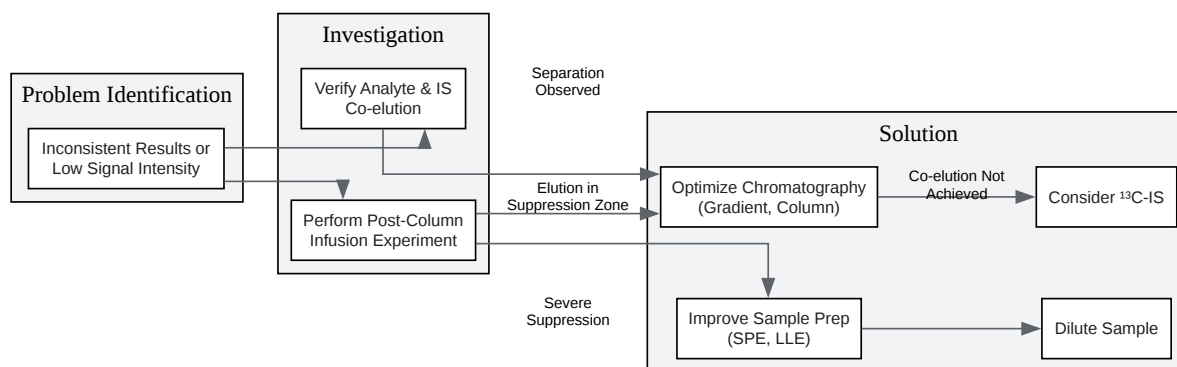 Problem Identification
Inconsistent Results or
Low Signal Intensity
Investigation
Verify Analyte & IS
Co-elution
Perform Post-Column
Infusion Experiment
Separation
Observed
Elution in
Suppression Zone
Severe
Suppression
Solution
Optimize Chromatography
(Gradient, Column)
Co-elution Not
Achieved
Consider ¹³C-IS
Improve Sample Prep
(SPE, LLE)
Dilute Sample